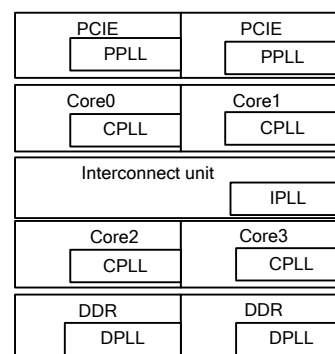 PCIE PCIE
PPLL PPLL
Core0 Core1
CPLL CPLL
Interconnect unit
IPLL
Core2 Core3
CPLL CPLL
DDR DDR
DPLL DPLL